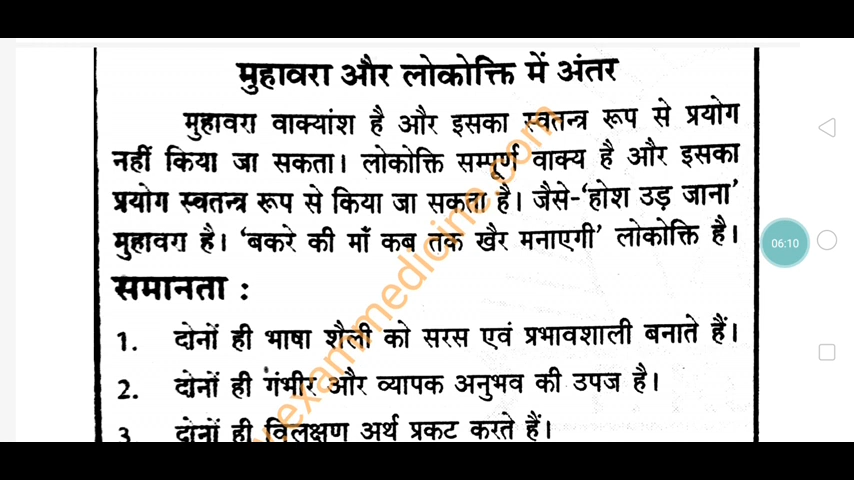 मुहावरा और लोकोक्ति में अंतर
मुहावरा वाक्यांश है और इसका स्वतन्त्र रूप से प्रयोग
नहीं किया जा सकता। लोकोक्ति सम्पूर्ण वाक्य है और इसका
प्रयोग स्वतन्त्र रूप से किया जा सकता है। जैसे-‘होश उड़ जाना’
मुहावरा है। ‘बकरे की माँ कब तक खैर मनाएगी’ लोकोक्ति है।
समानता :
1. दोनों ही भाषा शैली को सरस एवं प्रभावशाली बनाते हैं।
2. दोनों ही गंभीर और व्यापक अनुभव की उपज है।
3. दोनों ही विलक्षण अर्थ प्रकट करते हैं।
06:10
.exammedicine.com